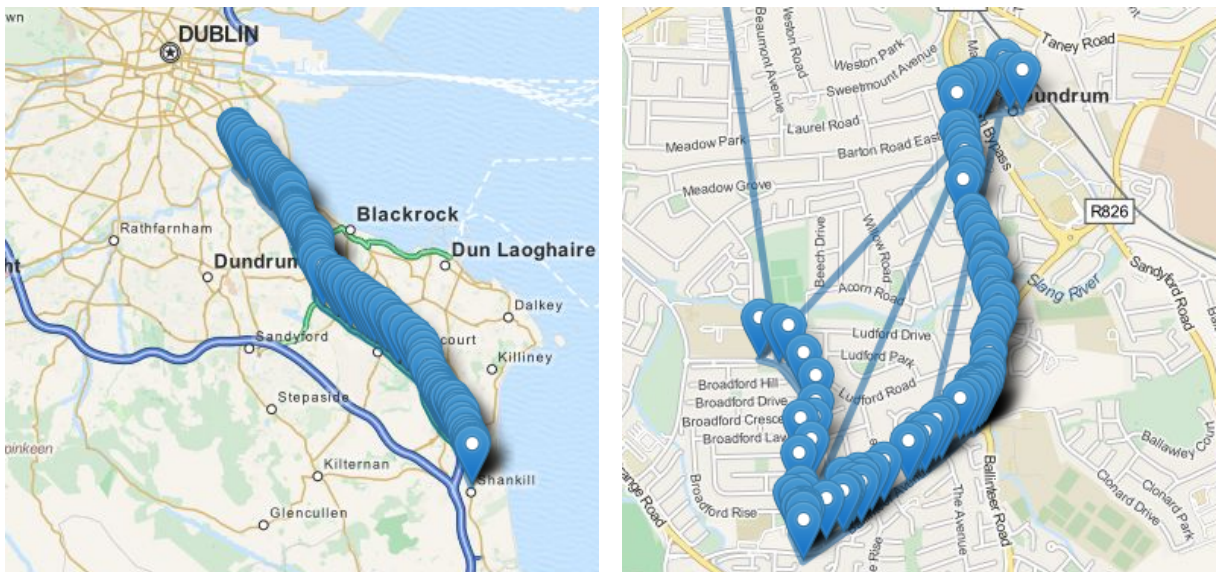 DUBLIN
Rathfarnham
Blackrock
Dundrum
Dun Laoghaire
Dalkey
Sandyford
court
Killiney
Stepaside
Kilternan
Shankill
Glencullen
Beaumont Avenue
Weston Road
Weston Park
Taney Road
Sweetmount Avenue
Dundrum
Laurel Road
Meadow Park
Barton Road East
Bypass
Meadow Grove
R826
Beech Drive
Willow Road
Acorn Road
Slang River
Sandyford Road
Ludford Drive
Ludford Park
Broadford Hill
Ludford Road
Broadford Drive
Broadford Cresce
Broadford Law
Broadford Rise
The Avenue
Ballinteer Road
Ballawley Co
Clonard Drive
Clonard Park
range Road